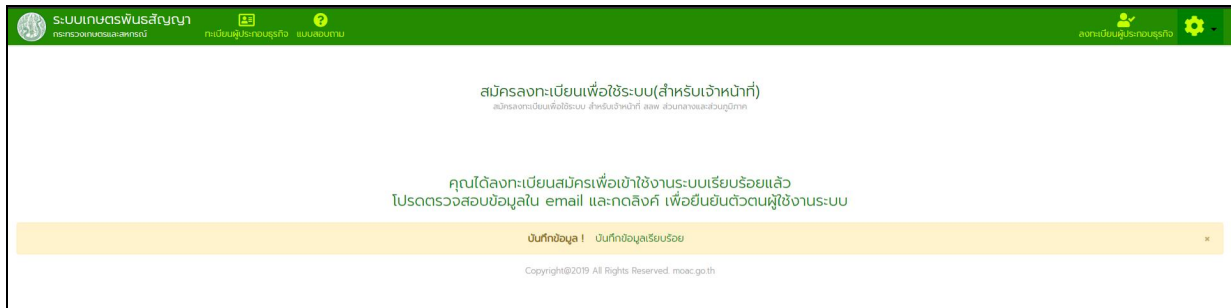 ระบบเกษตรพันธสัญญา
กระทรวงเกษตรและสหกรณ์
ทะเบียนผู้ประกอบธุรกิจ แบบสอบถาม
ลงทะเบียนผู้ประกอบธุรกิจ
สมัครลงทะเบียนเพื่อใช้ระบบ(สำหรับเจ้าหน้าที่)
สมัครลงทะเบียนเพื่อใช้ระบบ สำหรับเจ้าหน้าที่ สลพ ส่วนกลางและส่วนภูมิภาค
คุณได้ลงทะเบียนสมัครเพื่อเข้าใช้งานระบบเรียบร้อยแล้ว
โปรดตรวจสอบข้อมูลใน email และกดลิงค์ เพื่อยืนยันตัวตนผู้ใช้งานระบบ
บันทึกข้อมูล ! บันทึกข้อมูลเรียบร้อย ×
Copyright@2019 All Rights Reserved. moac.go.th